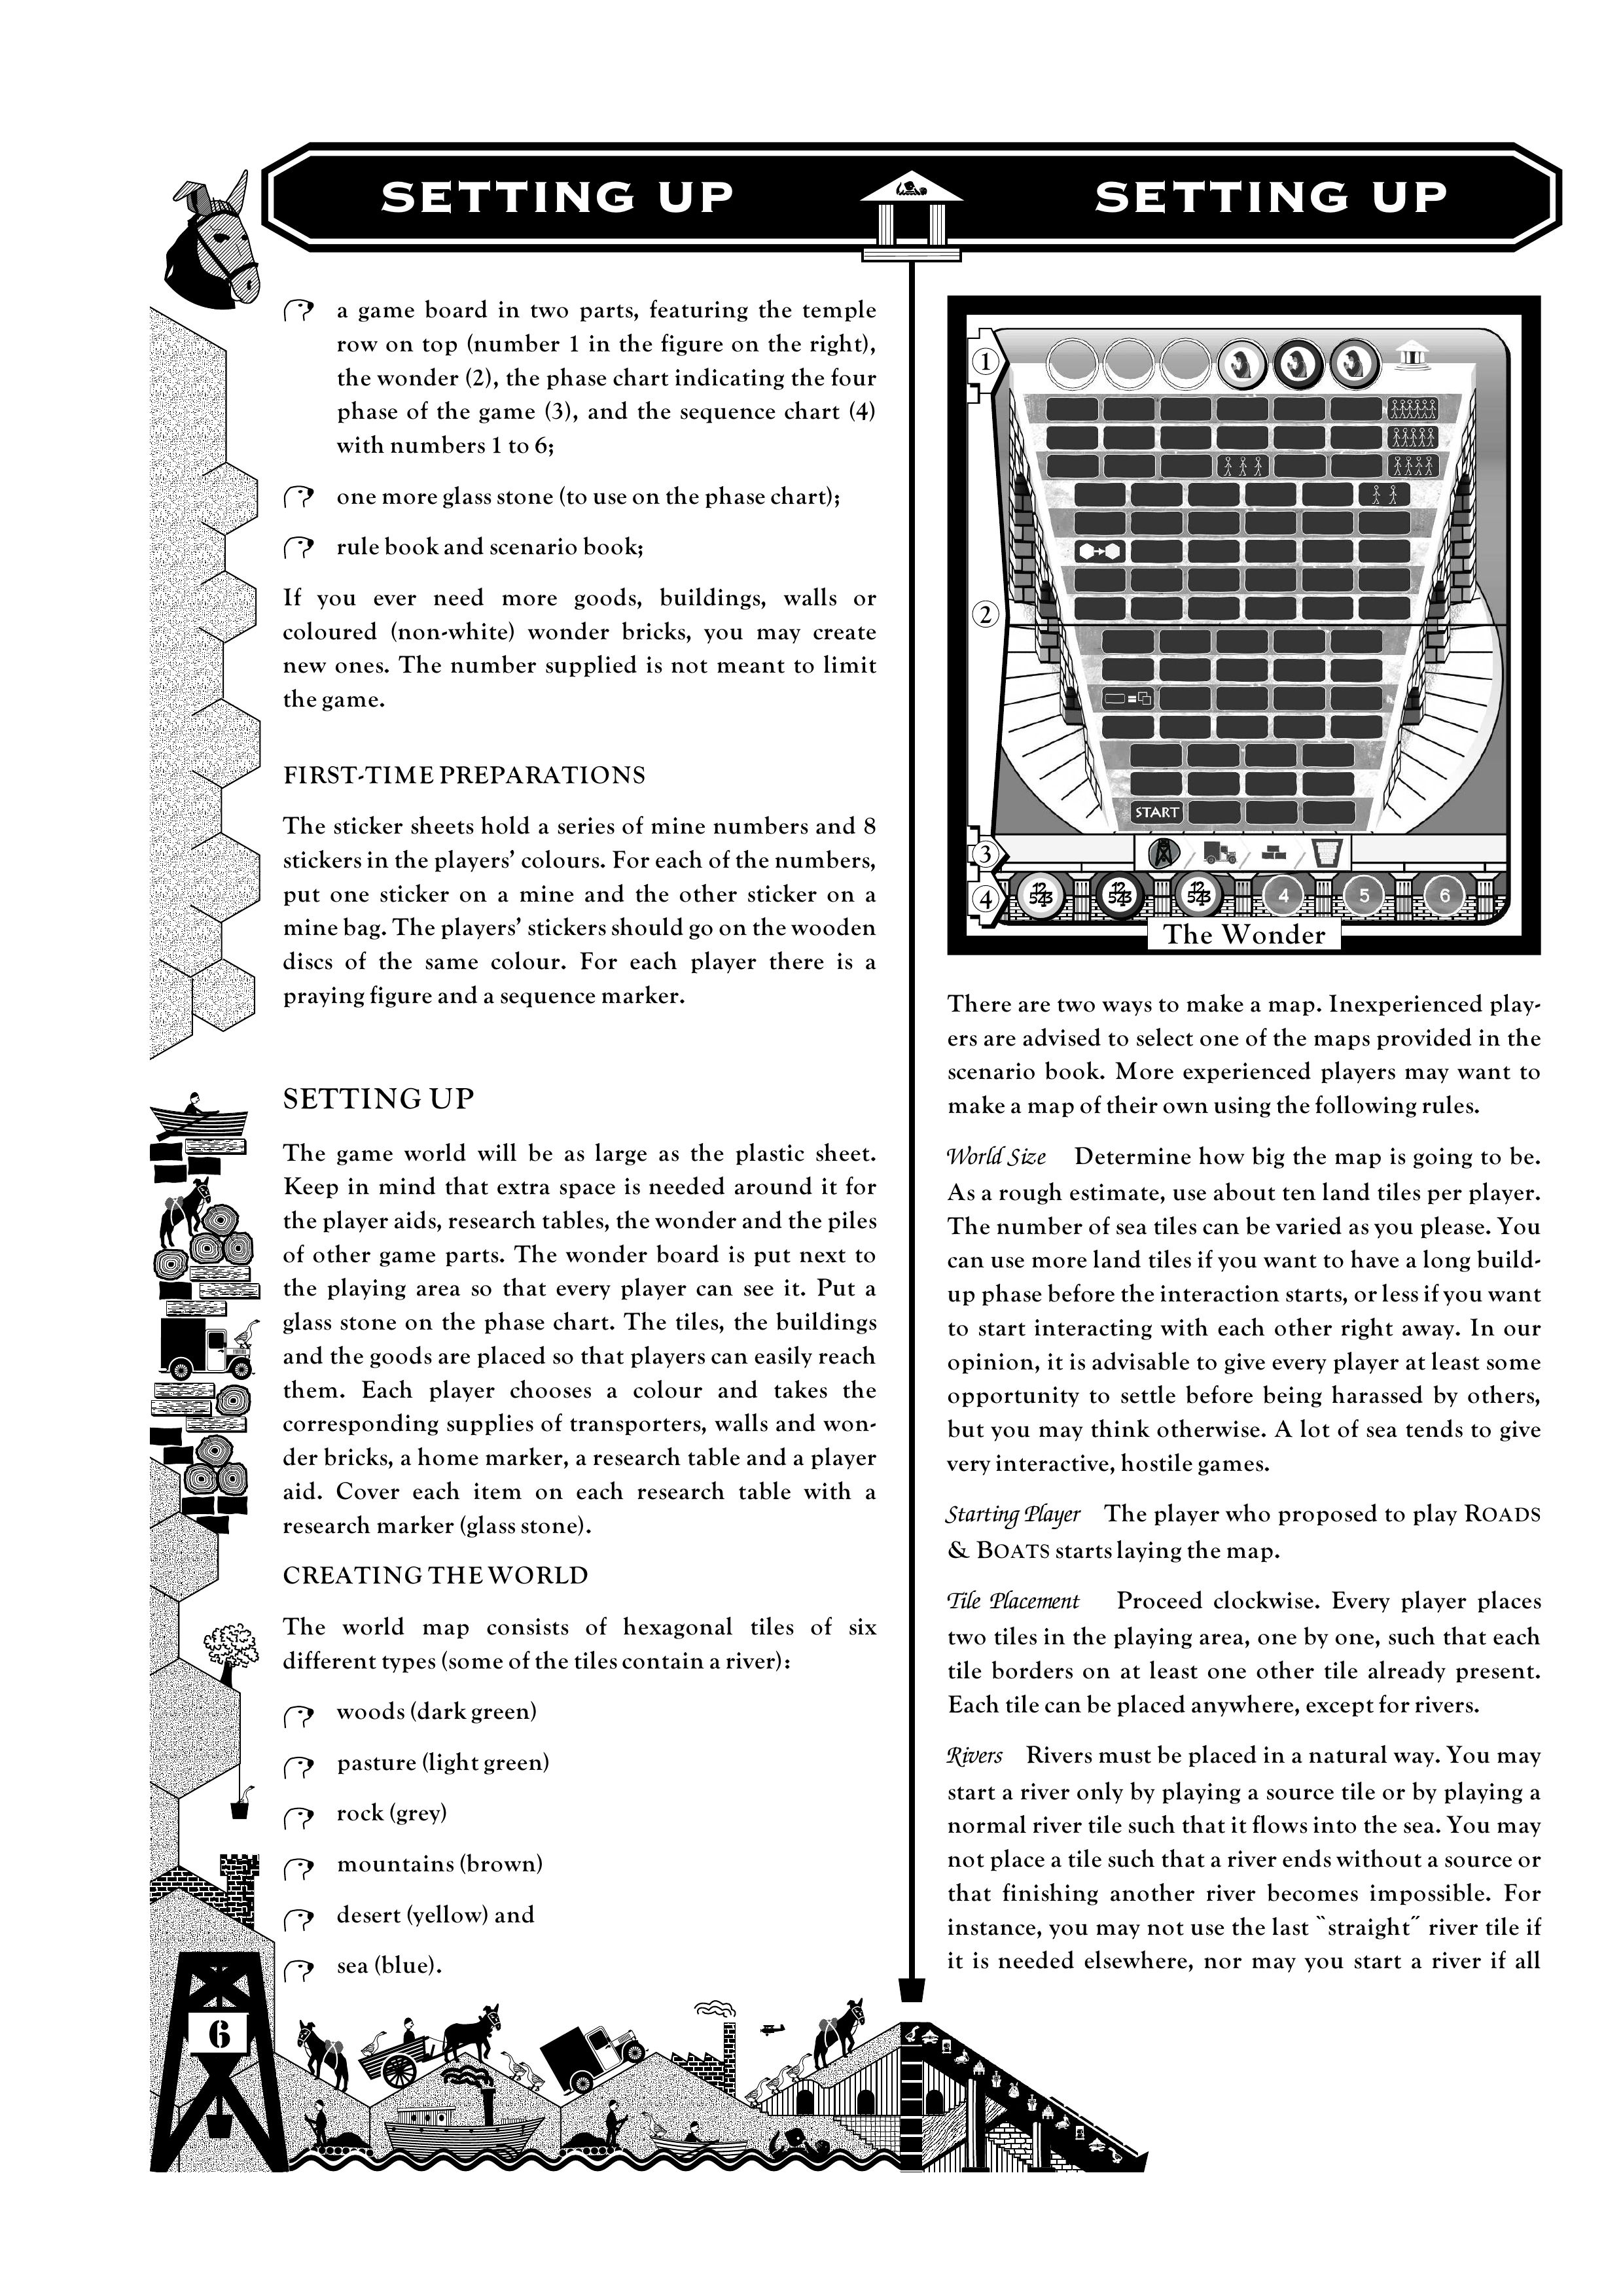 SETTING UP
SETTING UP
a game board in two parts, featuring the temple
row on top (number 1 in the figure on the right),
the wonder (2), the phase chart indicating the four
phase of the game (3), and the sequence chart (4)
with numbers 1 to 6;
one more glass stone (to use on the phase chart);
rule book and scenario book;
If you ever need more goods, buildings, walls or
coloured (non-white) wonder bricks, you may create
new ones. The number supplied is not meant to limit
the game.
FIRST-TIME PREPARATIONS
The sticker sheets hold a series of mine numbers and 8
stickers in the players' colours. For each of the numbers,
put one sticker on a mine and the other sticker on a
mine bag. The players' stickers should go on the wooden
discs of the same colour. For each player there is a
praying figure and a sequence marker.
SETTING UP
The game world will be as large as the plastic sheet.
Keep in mind that extra space is needed around it for
the player aids, research tables, the wonder and the piles
of other game parts. The wonder board is put next to
the playing area so that every player can see it. Put a
glass stone on the phase chart. The tiles, the buildings
and the goods are placed so that players can easily reach
them. Each player chooses a colour and takes the
corresponding supplies of transporters, walls and won-
der bricks, a home marker, a research table and a player
aid. Cover each item on each research table with a
research marker (glass stone).
CREATING THE WORLD
The world map consists of hexagonal tiles of six
different types (some of the tiles contain a river):
woods (dark green)
pasture (light green)
rock (grey)
mountains (brown)
desert (yellow) and
sea (blue).
6
1
2
START
3
4
12
543
12
543
12
543
4
5
6
The Wonder
There are two ways to make a map. Inexperienced play-
ers are advised to select one of the maps provided in the
scenario book. More experienced players may want to
make a map of their own using the following rules.
World Size Determine how big the map is going to be.
As a rough estimate, use about ten land tiles per player.
The number of sea tiles can be varied as you please. You
can use more land tiles if you want to have a long build-
up phase before the interaction starts, or less if you want
to start interacting with each other right away. In our
opinion, it is advisable to give every player at least some
opportunity to settle before being harassed by others,
but you may think otherwise. A lot of sea tends to give
very interactive, hostile games.
Starting Player The player who proposed to play ROADS
& BOATS starts laying the map.
Tile Placement Proceed clockwise. Every player places
two tiles in the playing area, one by one, such that each
tile borders on at least one other tile already present.
Each tile can be placed anywhere, except for rivers.
Rivers Rivers must be placed in a natural way. You may
start a river only by playing a source tile or by playing a
normal river tile such that it flows into the sea. You may
not place a tile such that a river ends without a source or
that finishing another river becomes impossible. For
instance, you may not use the last ``straight˝ river tile if
it is needed elsewhere, nor may you start a river if all